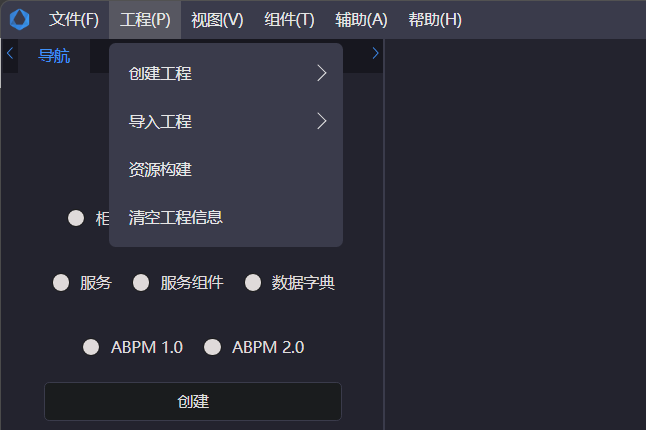 文件(F) 工程(P) 视图(V) 组件(T) 辅助(A) 帮助(H)
导航
创建工程
导入工程
资源构建
清空工程信息
服务 服务组件 数据字典
ABPM 1.0 ABPM 2.0
创建